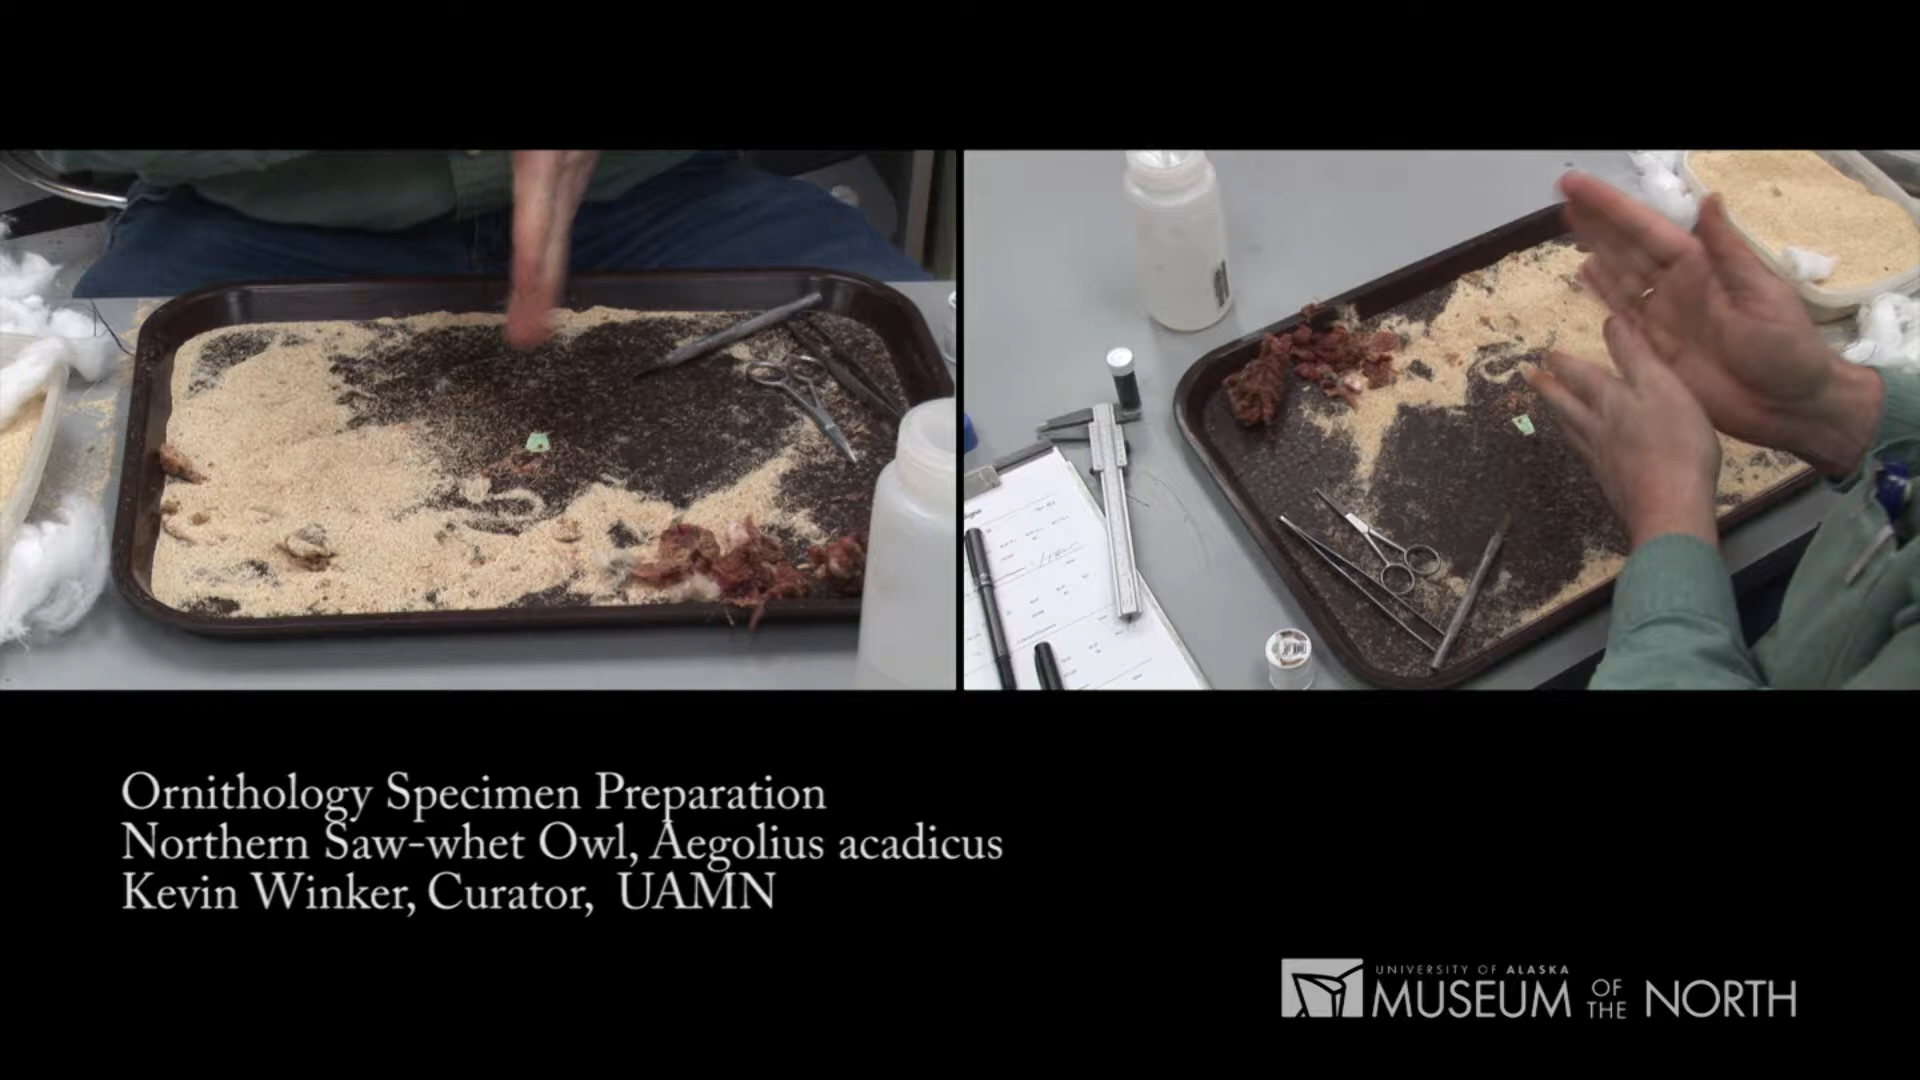 Ornithology Specimen Preparation
Northern Saw-whet Owl, Aegolius acadicus
Kevin Winker, Curator, UAMN
UNIVERSITY OF ALASKA
MUSEUM OF THE NORTH